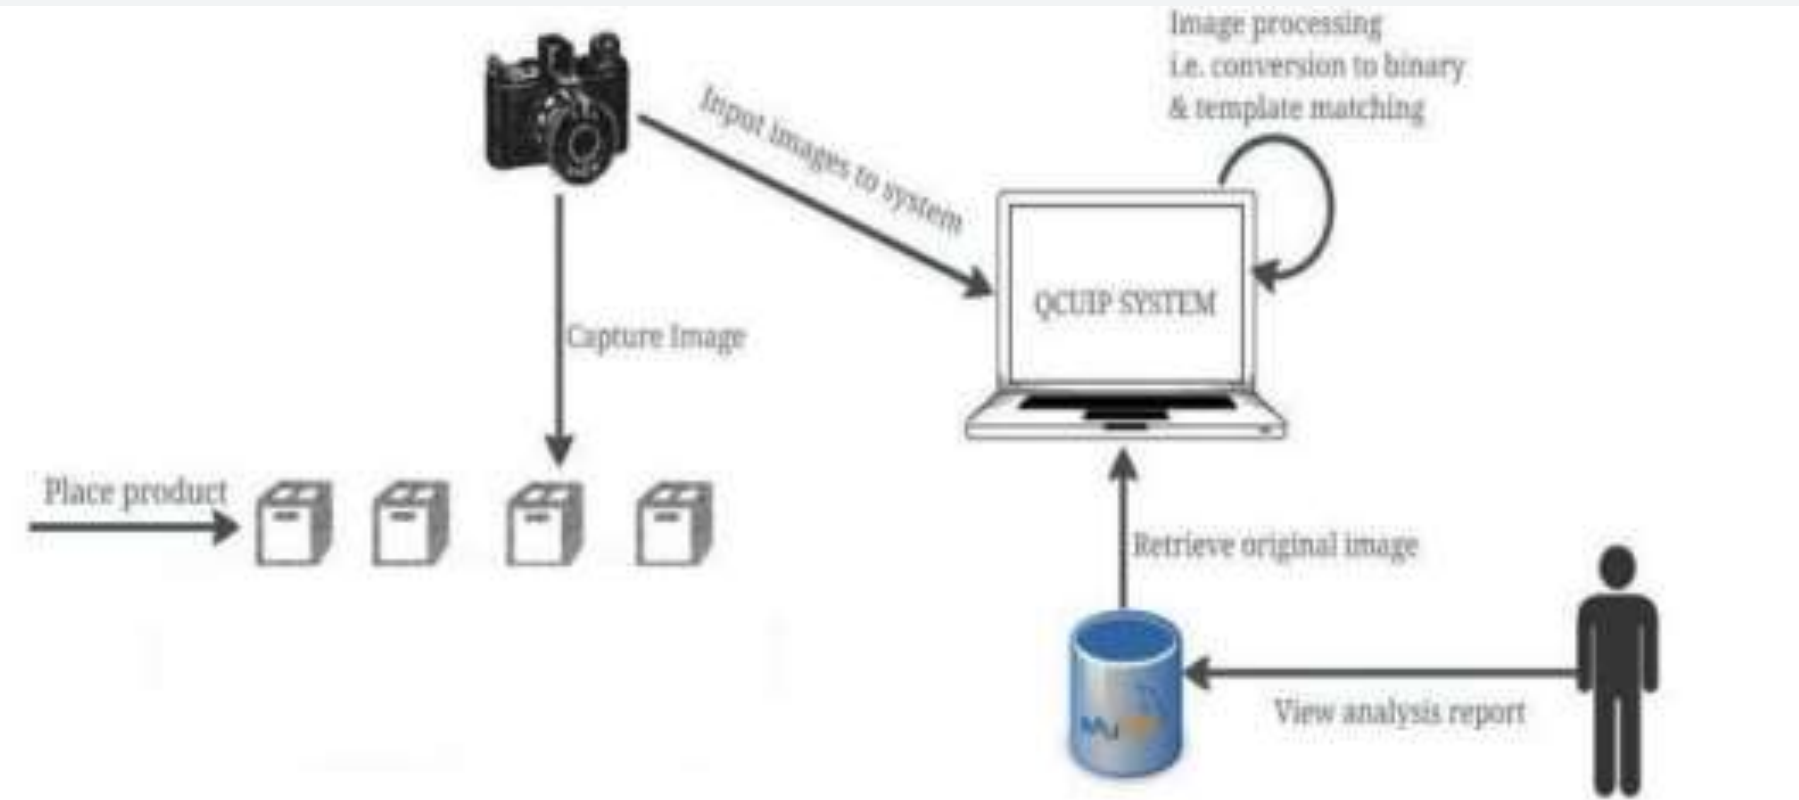 Image processing
i.e. conversion to binary
& template matching
Input images to system
QCUIP SYSTEM
Capture Image
Place product
Retrieve original image
View analysis report